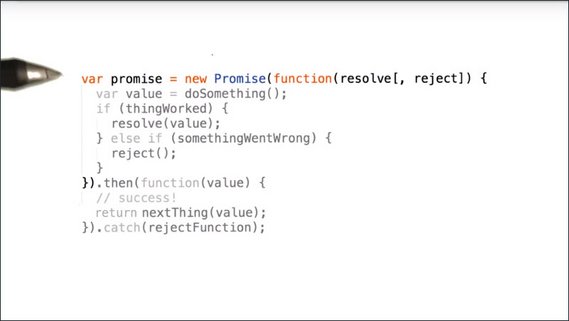 var promise = new Promise(function(resolve[, reject]) {
  var value = doSomething();
  if (thingWorked) {
    resolve(value);
  } else if (somethingWentWrong) {
    reject();
  }
}).then(function(value) {
  // success!
  return nextThing(value);
}).catch(rejectFunction);